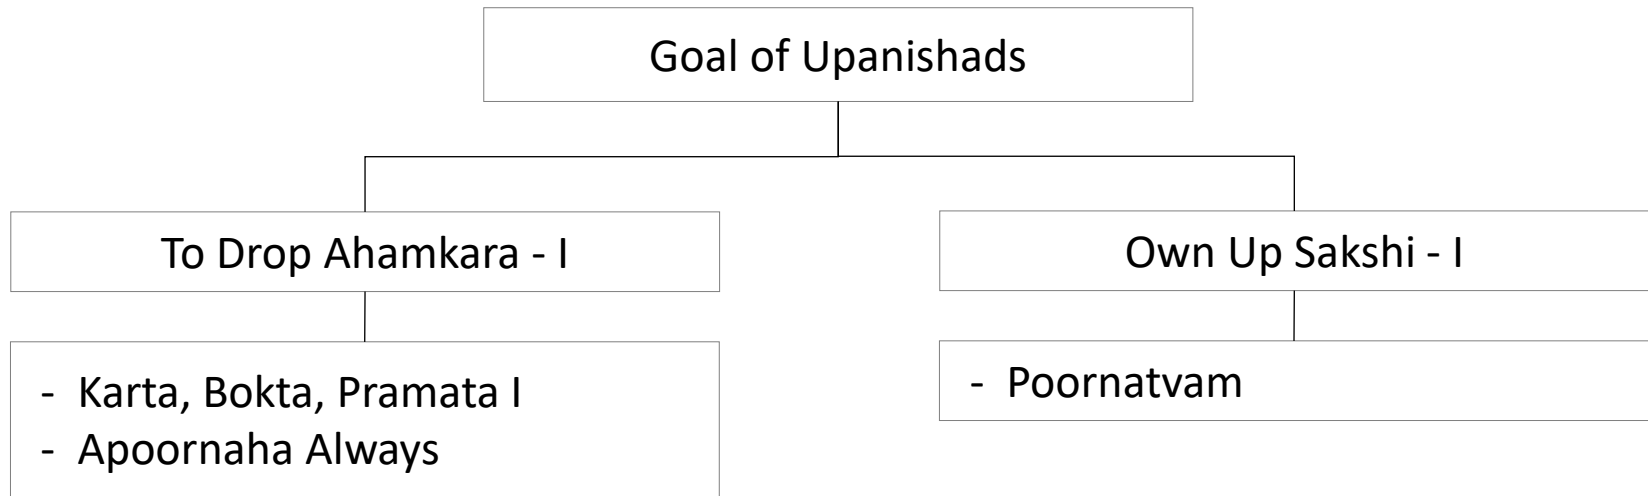 Goal of Upanishads
To Drop Ahamkara - I
Own Up Sakshi - I
- Karta, Bokta, Pramata I
- Apoornaha Always
- Poornatvam